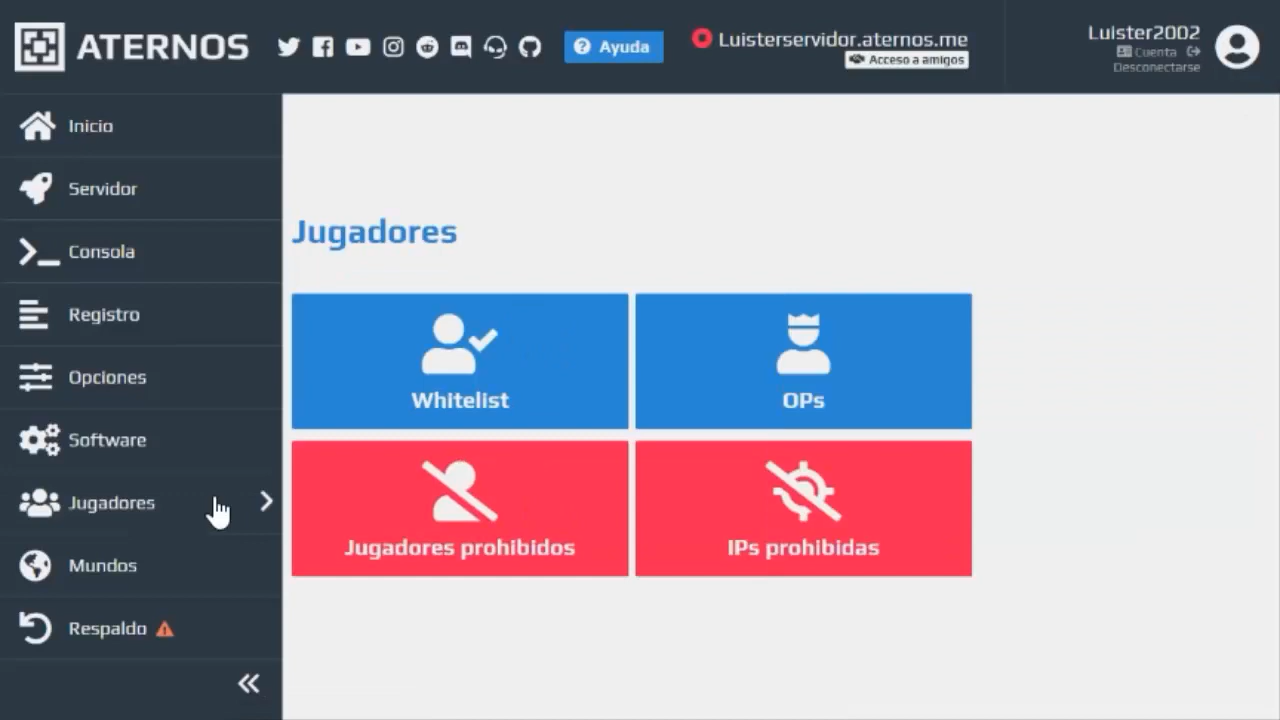 ATERNOS
Ayuda
Luisterservidor.aternos.me
Acceso a amigos
Luister2002
Cuenta
Desconectarse
Inicio
Servidor
Consola
Registro
Opciones
Software
Jugadores
Mundos
Respaldo
Jugadores
Whitelist
OPs
Jugadores prohibidos
IPs prohibidas